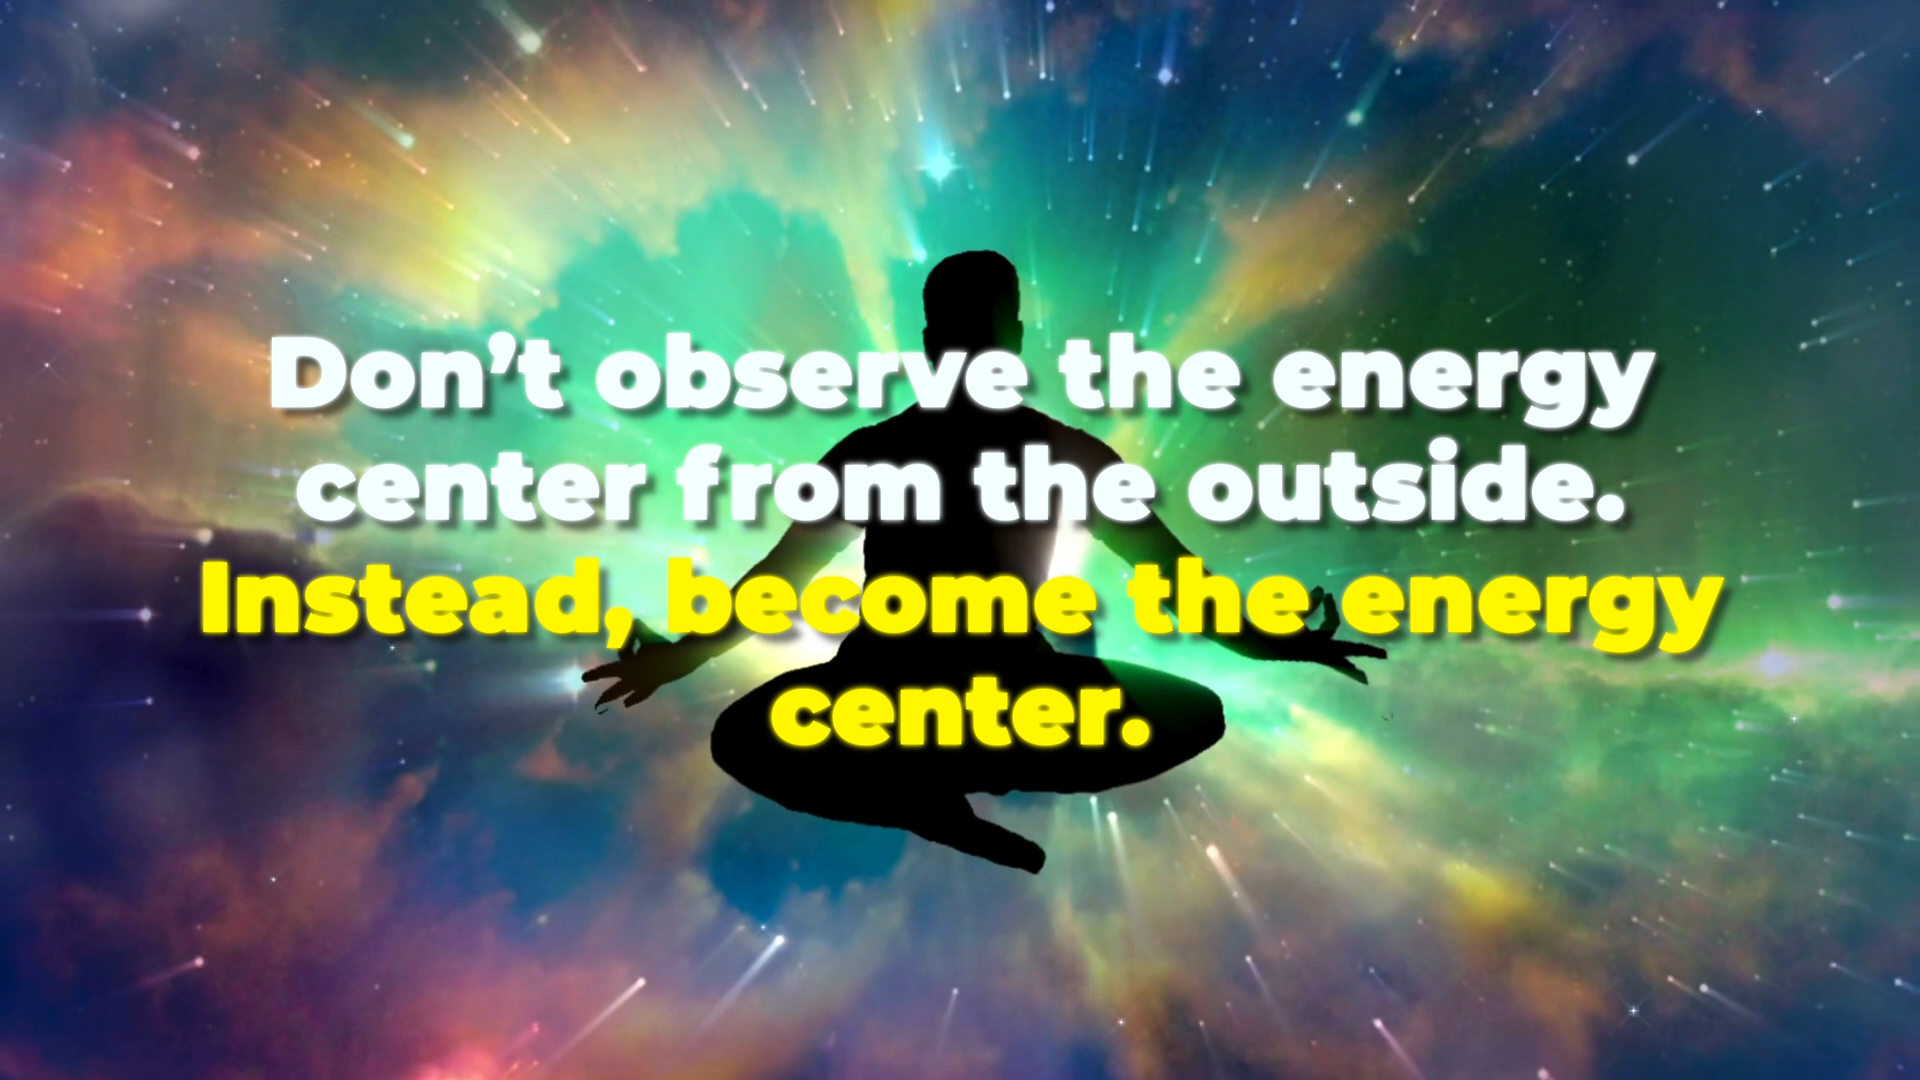 Don’t observe the energy
center from the outside.
Instead, become the energy
center.